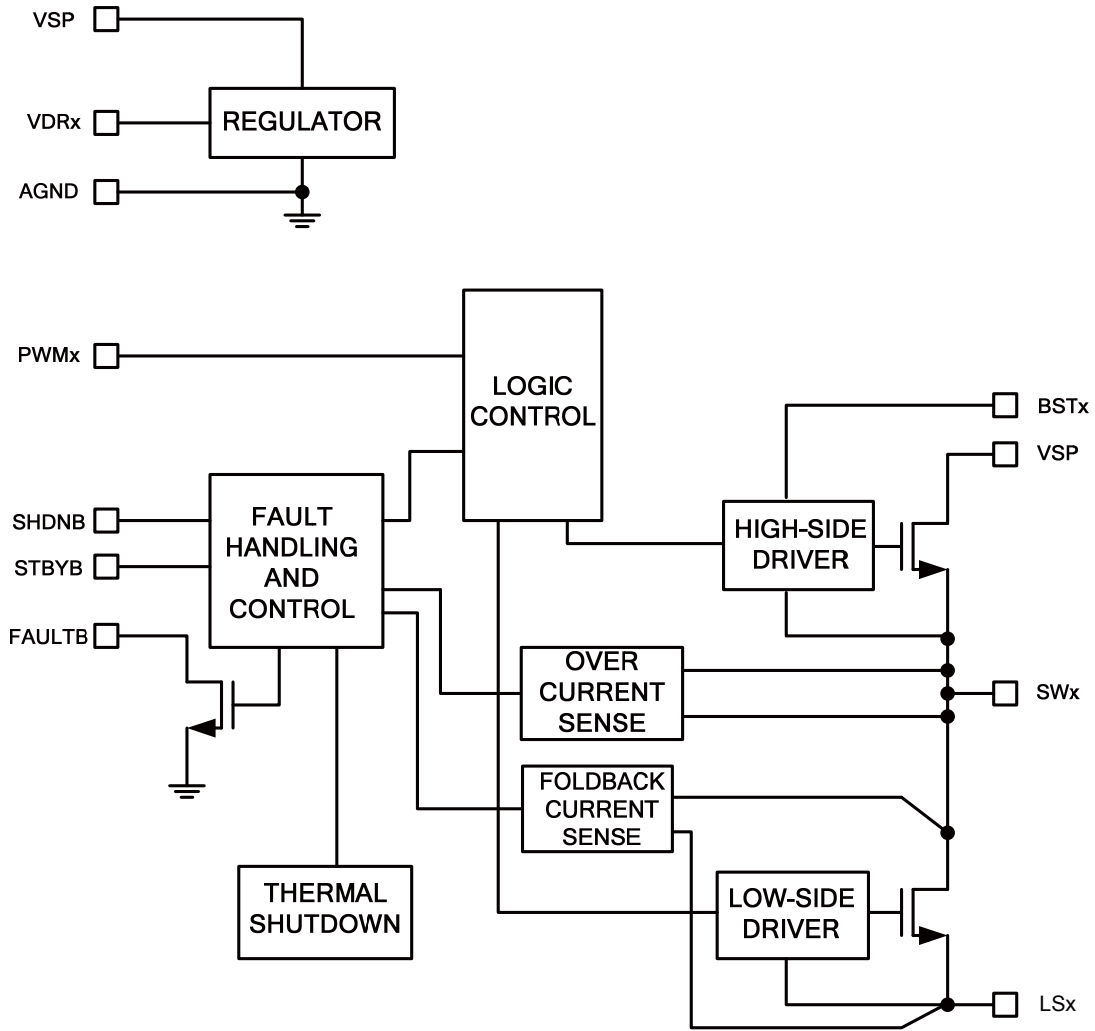 VSP
VDRx
REGULATOR
AGND
PWMx
LOGIC
CONTROL
BSTx
VSP
SHDNB
STBYB
FAULTB
FAULT
HANDLING
AND
CONTROL
HIGH-SIDE
DRIVER
OVER
CURRENT
SENSE
SWx
FOLDBACK
CURRENT
SENSE
THERMAL
SHUTDOWN
LOW-SIDE
DRIVER
LSx